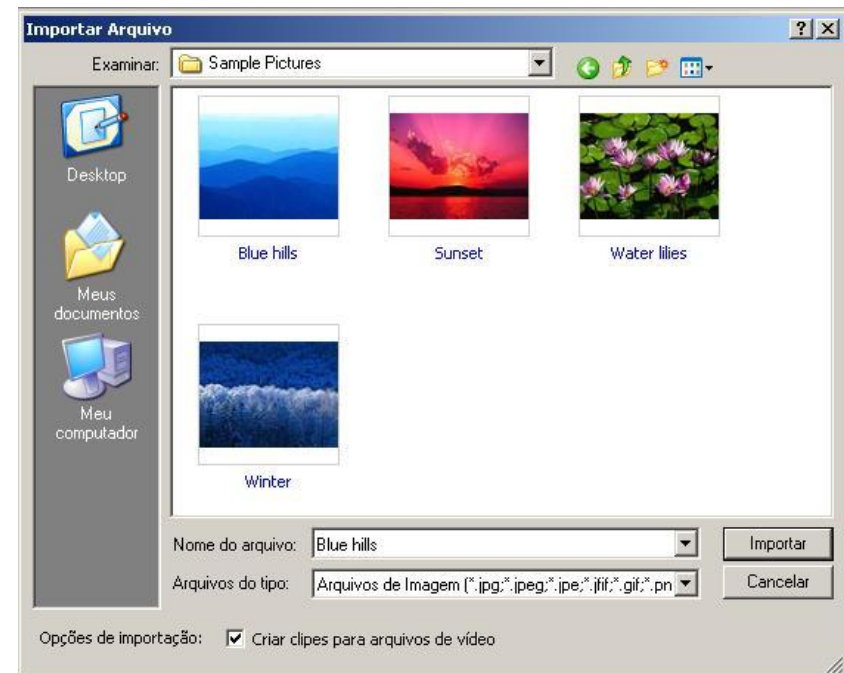 Importar Arquivo
Examinar: Sample Pictures
Desktop
Meus
documentos
Meu
computador
Blue hills Sunset Water lilies
Winter
Nome do arquivo: Blue hills Importar
Arquivos do tipo: Arquivos de Imagem (*.jpg;*.jpeg;*.jpe;*.jfif;*.gif;*.pn Cancelar
Opções de importação: Criar clipes para arquivos de vídeo